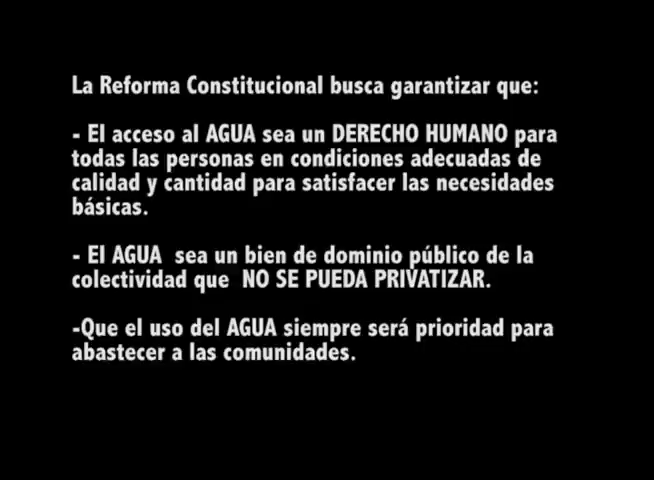 La Reforma Constitucional busca garantizar que:
- El acceso al AGUA sea un DERECHO HUMANO para
todas las personas en condiciones adecuadas de
calidad y cantidad para satisfacer las necesidades
básicas.
- El AGUA sea un bien de dominio público de la
colectividad que NO SE PUEDA PRIVATIZAR.
-Que el uso del AGUA siempre será prioridad para
abastecer a las comunidades.